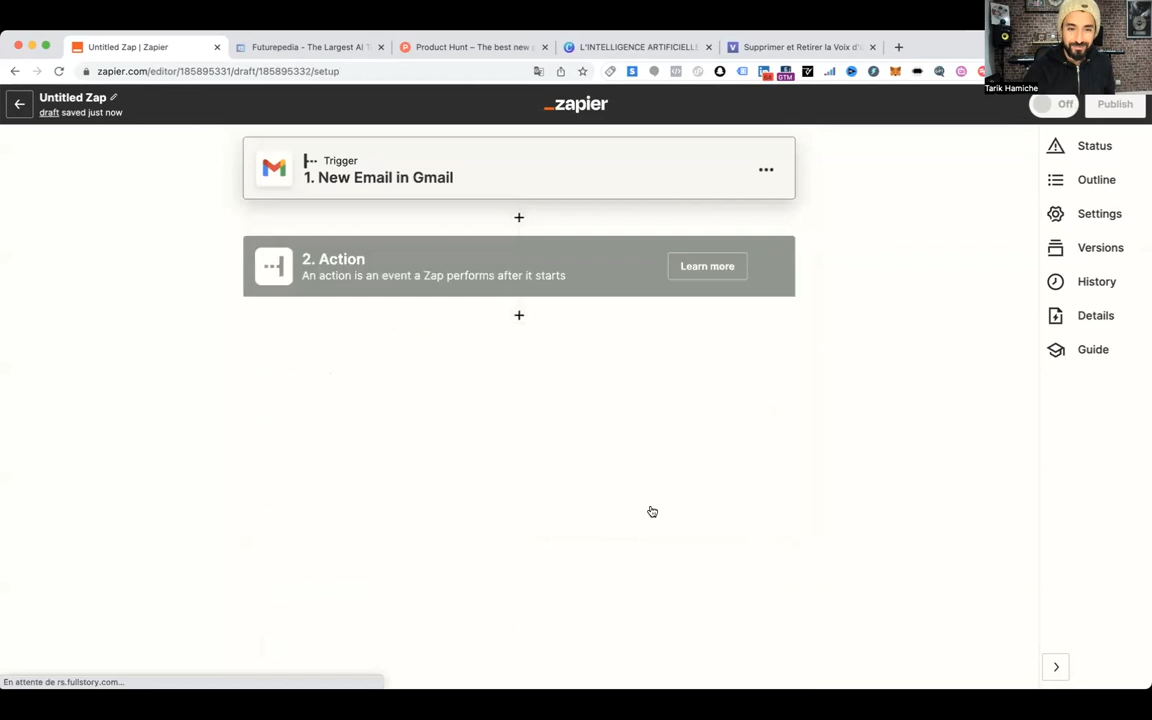 Untitled Zap | Zapier
Futurepedia - The Largest AI T
Product Hunt – The best new
L'INTELLIGENCE ARTIFICIELL
Supprimer et Retirer la Voix d'
zapier.com/editor/185895331/draft/185895332/setup
Tarik Hamiche
Untitled Zap
draft saved just now
zapier
Off
Publish
Trigger
1. New Email in Gmail
2. Action
An action is an event a Zap performs after it starts
Learn more
Status
Outline
Settings
Versions
History
Details
Guide
En attente de rs.fullstory.com...